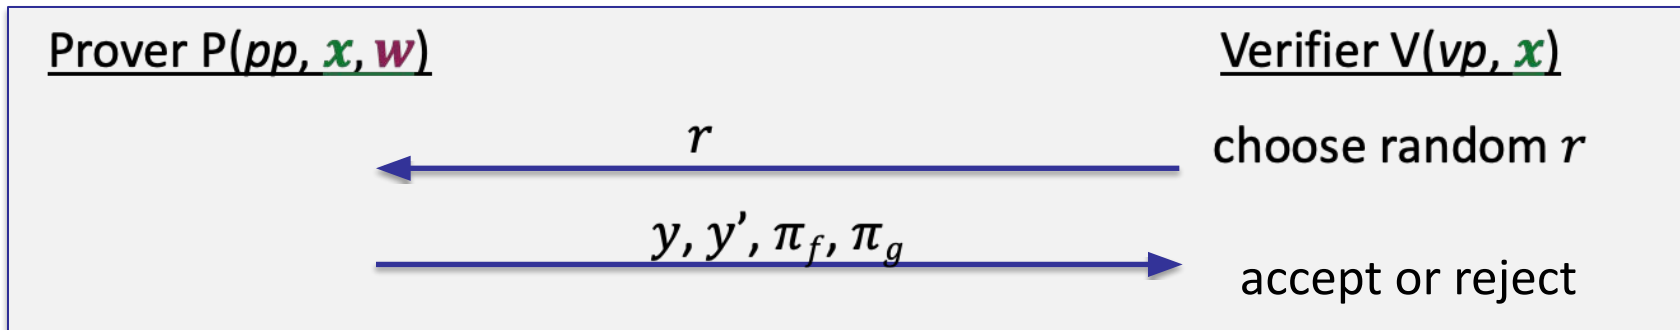 Prover P(pp, x, w)
Verifier V(vp, x)
r
choose random r
y, y’, π_f, π_g
accept or reject